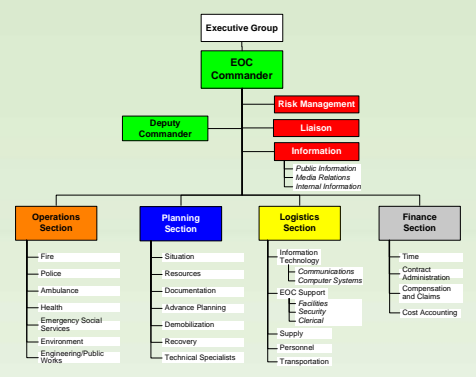 Executive Group
EOC
Commander
Risk Management
Deputy
Commander
Liaison
Information
Public Information
Media Relations
Internal Information
Operations
Section
Planning
Section
Logistics
Section
Finance
Section
Fire
Police
Ambulance
Health
Emergency Social
Services
Environment
Engineering/Public
Works
Situation
Resources
Documentation
Advance Planning
Demobilization
Recovery
Technical Specialists
Information
Technology
Communications
Computer Systems
EOC Support
Facilities
Security
Clerical
Supply
Personnel
Transportation
Time
Contract
Administration
Compensation
and Claims
Cost Accounting